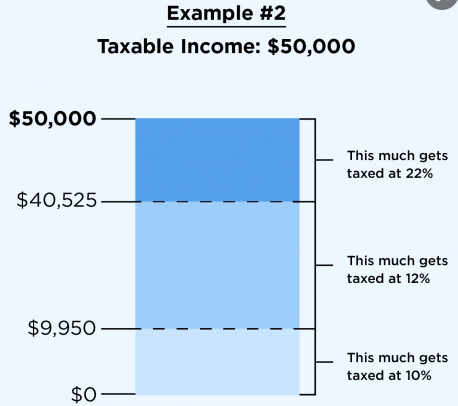 Example #2
Taxable Income: $50,000
$50,000
This much gets
taxed at 22%
$40,525
This much gets
taxed at 12%
$9,950
This much gets
taxed at 10%
$0